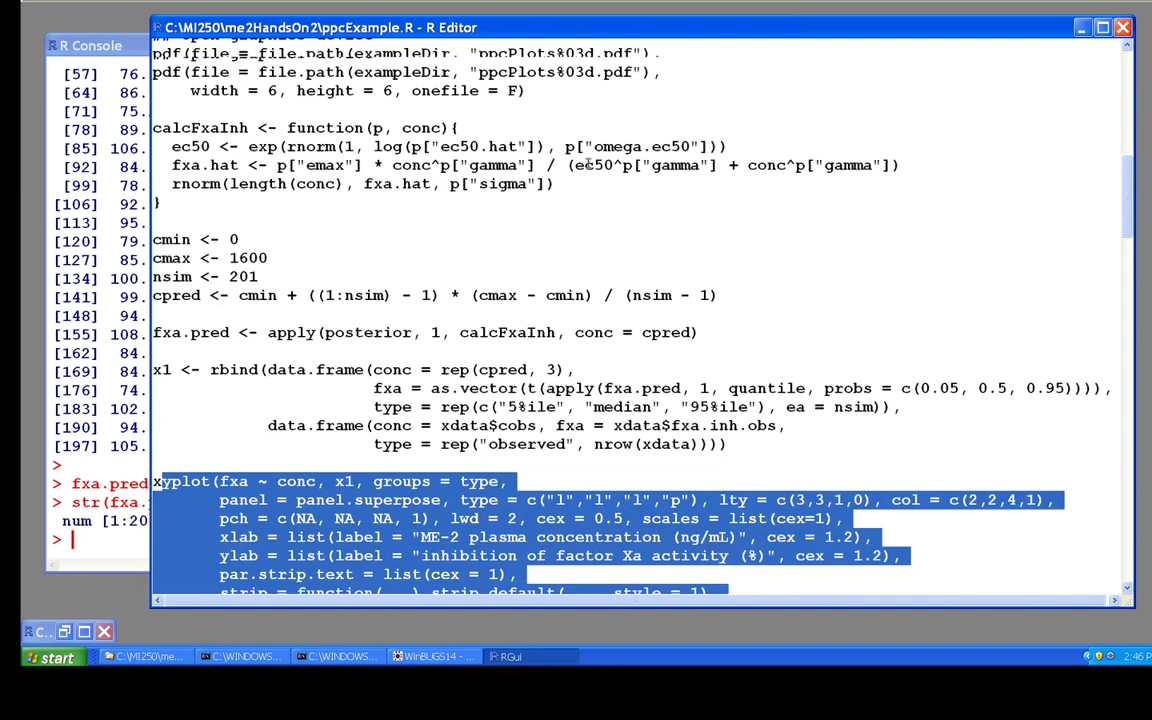 C:\MI250\me2HandsOn2\ppcExample.R - R Editor
R Console
[57] 76.
[64] 86.
[71] 75.
[78] 89.
[85] 106.
[92] 84.
[99] 78.
[106] 92.
[113] 95.
[120] 79.
[127] 85.
[134] 100.
[141] 99.
[148] 94.
[155] 108.
[162] 84.
[169] 84.
[176] 74.
[183] 102.
[190] 94.
[197] 105.
>
> fxa.pred
> str(fxa.
num [1:20
>
pdf(file = file.path(exampleDir, "ppcPlots%03d.pdf"),
pdf(file = file.path(exampleDir, "ppcPlots%03d.pdf"),
width = 6, height = 6, onefile = F)
calcFxaInh <- function(p, conc){
ec50 <- exp(rnorm(1, log(p["ec50.hat"]), p["omega.ec50"]))
fxa.hat <- p["emax"] * conc^p["gamma"] / (ec50^p["gamma"] + conc^p["gamma"])
rnorm(length(conc), fxa.hat, p["sigma"])
}
cmin <- 0
cmax <- 1600
nsim <- 201
cpred <- cmin + ((1:nsim) - 1) * (cmax - cmin) / (nsim - 1)
fxa.pred <- apply(posterior, 1, calcFxaInh, conc = cpred)
x1 <- rbind(data.frame(conc = rep(cpred, 3),
fxa = as.vector(t(apply(fxa.pred, 1, quantile, probs = c(0.05, 0.5, 0.95)))),
type = rep(c("5%ile", "median", "95%ile"), ea = nsim)),
data.frame(conc = xdata$cobs, fxa = xdata$fxa.inh.obs,
type = rep("observed", nrow(xdata))))
xyplot(fxa ~ conc, x1, groups = type,
panel = panel.superpose, type = c("l","l","l","p"), lty = c(3,3,1,0), col = c(2,2,4,1),
pch = c(NA, NA, NA, 1), lwd = 2, cex = 0.5, scales = list(cex=1),
xlab = list(label = "ME-2 plasma concentration (ng/mL)", cex = 1.2),
ylab = list(label = "inhibition of factor Xa activity (%)", cex = 1.2),
par.strip.text = list(cex = 1),
strip = function(...) strip.default(..., style = 1)
C..
start
C:\MI250\me...
C:\WINDOWS...
C:\WINDOWS...
WinBUGS14 - ...
RGui
2:46 P